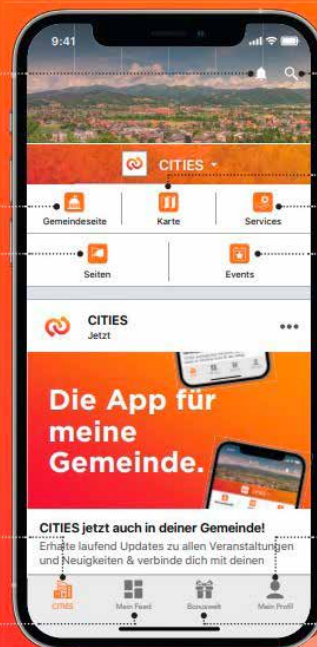 9:41
CITIES
Gemeindeseite
Karte
Services
Seiten
Events
CITIES
Jetzt
Die App für
meine
Gemeinde.
CITIES jetzt auch in deiner Gemeinde!
Erhalte laufend Updates zu allen Veranstaltungen
und Neuigkeiten & verbinde dich mit deinen
CITIES
Mein Feed
Bonuswelt
Mein Profil